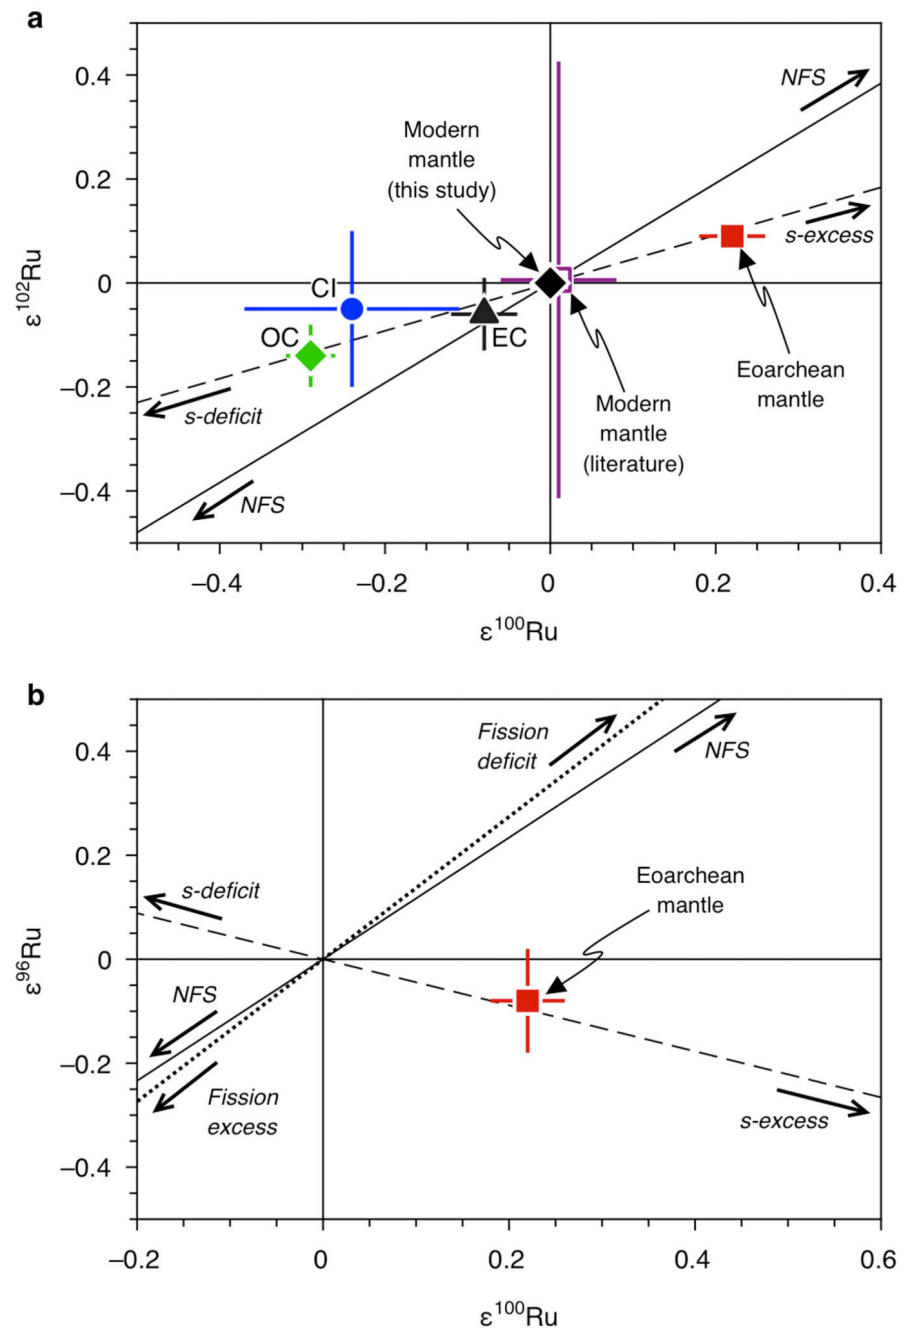 a
0.4
0.2
0
−0.2
−0.4
ε¹⁰²Ru
NFS
Modern
mantle
(this study)
s-excess
CI
OC
EC
Eoarchean
mantle
s-deficit
Modern
mantle
(literature)
NFS
−0.4
−0.2
0
0.2
0.4
ε¹⁰⁰Ru
b
0.4
0.2
0
−0.2
−0.4
ε⁹⁶Ru
Fission
deficit
NFS
s-deficit
Eoarchean
mantle
NFS
Fission
excess
s-excess
−0.2
0
0.2
0.4
0.6
ε¹⁰⁰Ru